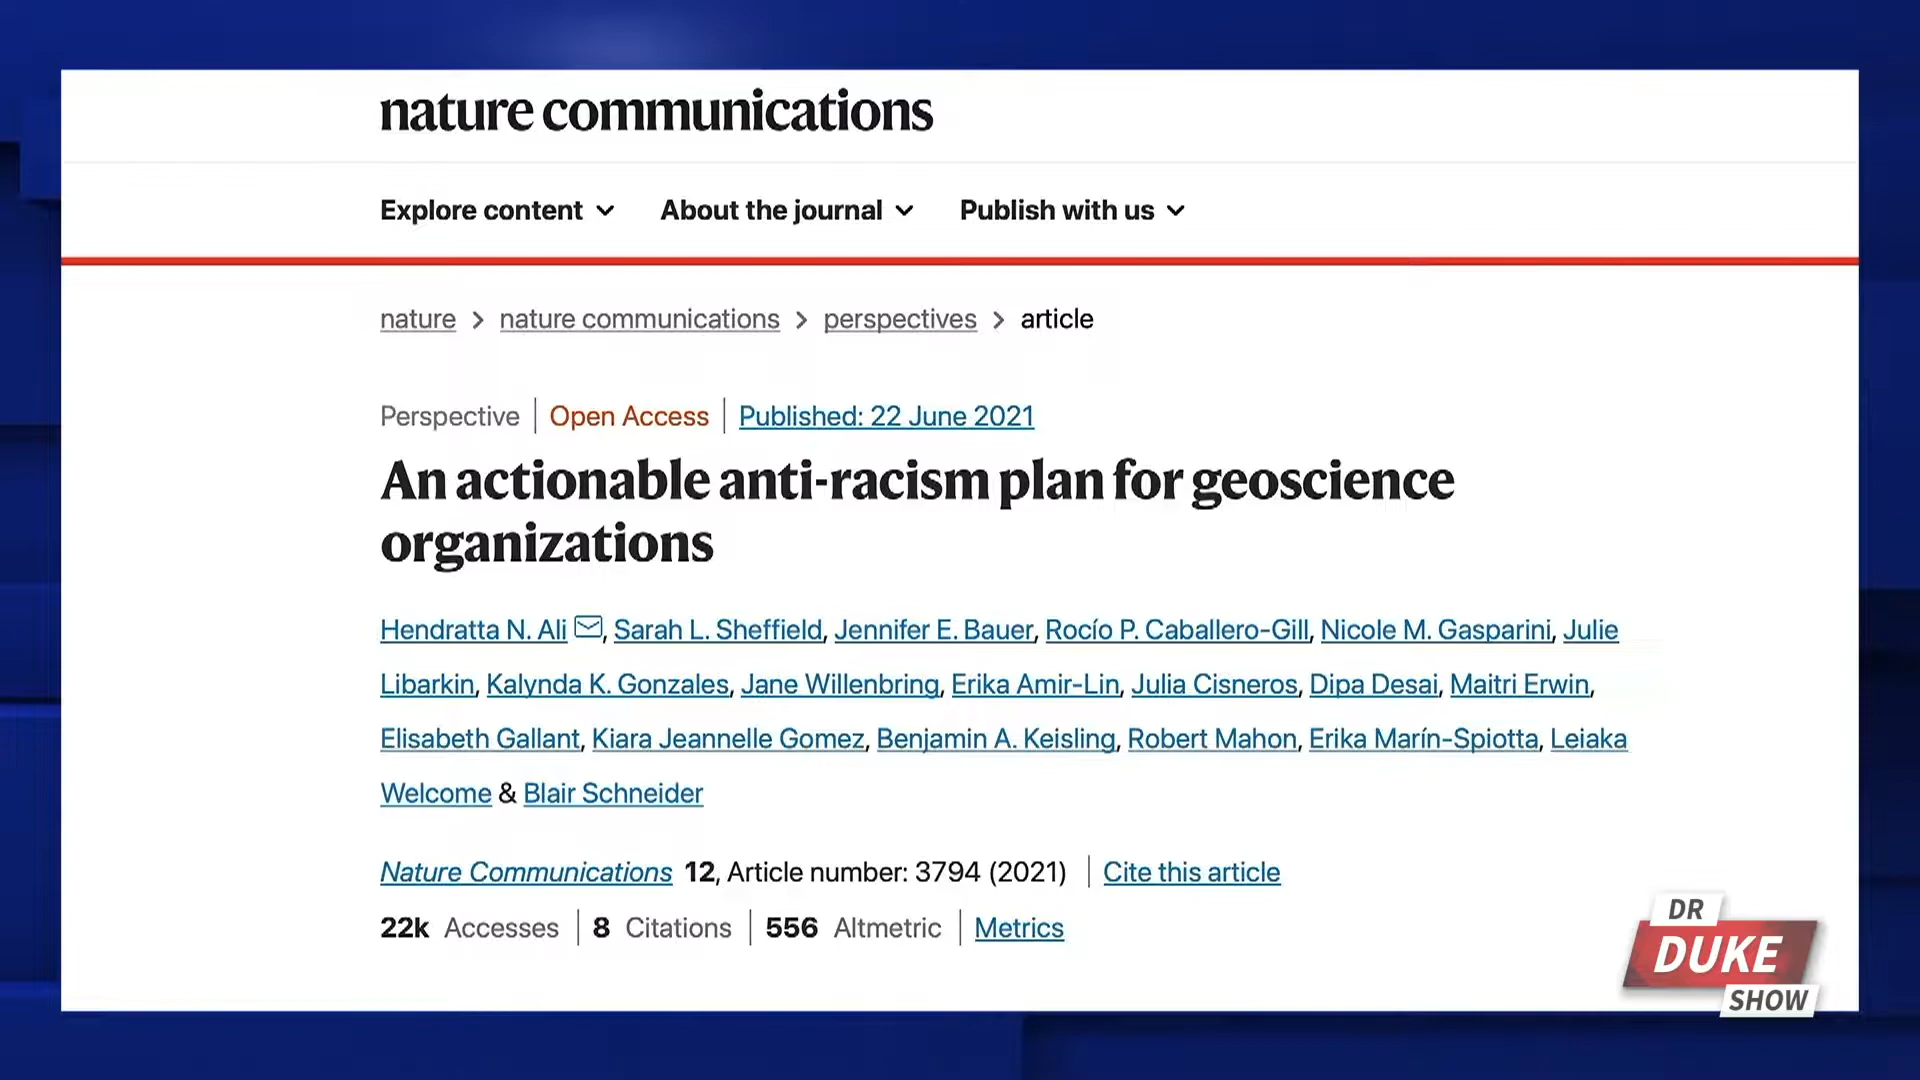 nature communications
Explore content About the journal Publish with us
nature > nature communications > perspectives > article
Perspective | Open Access | Published: 22 June 2021
An actionable anti-racism plan for geoscience
organizations
Hendratta N. Ali, Sarah L. Sheffield, Jennifer E. Bauer, Rocío P. Caballero-Gill, Nicole M. Gasparini, Julie
Libarkin, Kalynda K. Gonzales, Jane Willenbring, Erika Amir-Lin, Julia Cisneros, Dipa Desai, Maitri Erwin,
Elisabeth Gallant, Kiara Jeannelle Gomez, Benjamin A. Keisling, Robert Mahon, Erika Marín-Spiotta, Leiaka
Welcome & Blair Schneider
Nature Communications 12, Article number: 3794 (2021) | Cite this article
22k Accesses | 8 Citations | 556 Altmetric | Metrics
DR
DUKE
SHOW